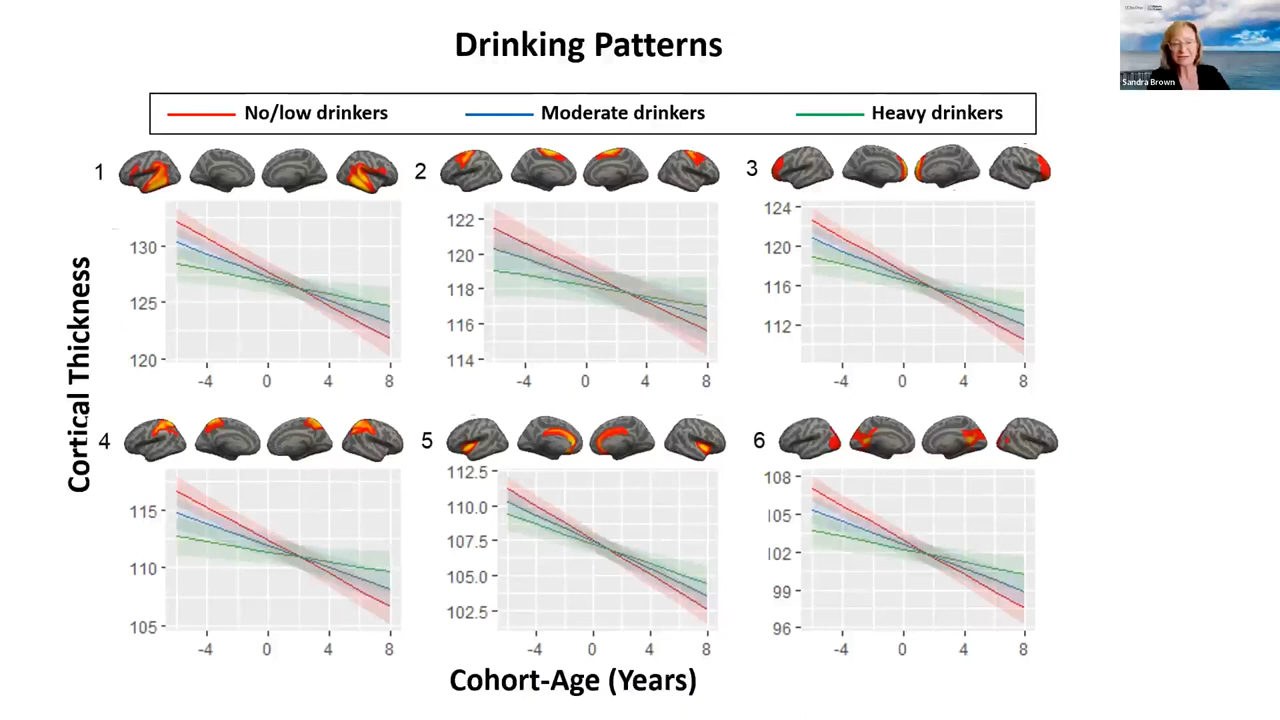 Drinking Patterns
Sandra Brown
No/low drinkers Moderate drinkers Heavy drinkers
1
2
3
Cortical Thickness
130
125
120
-4 0 4 8
122
120
118
116
114
-4 0 4 8
124
120
116
112
-4 0 4 8
4
5
6
115
110
105
-4 0 4 8
112.5
110.0
107.5
105.0
102.5
-4 0 4 8
108
105
102
99
96
-4 0 4 8
Cohort-Age (Years)